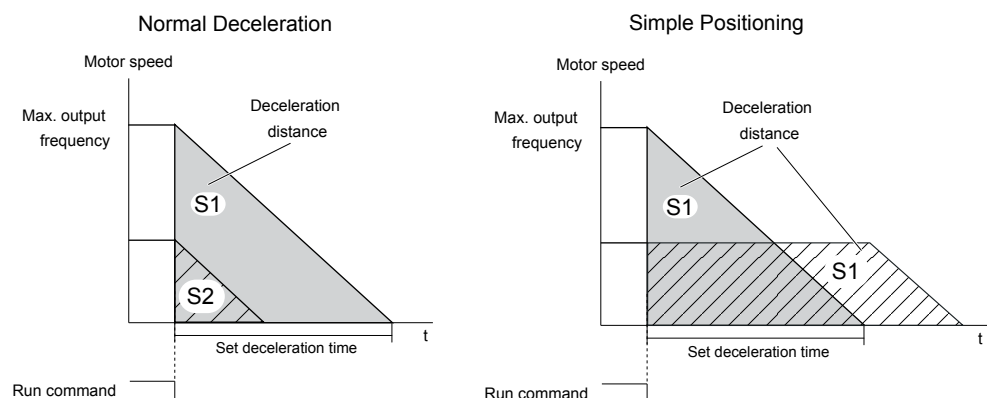 Normal Deceleration
Motor speed
Max. output
frequency
Deceleration
distance
S1
S2
t
Set deceleration time
Run command
Simple Positioning
Motor speed
Max. output
frequency
Deceleration
distance
S1
S1
t
Set deceleration time
Run command